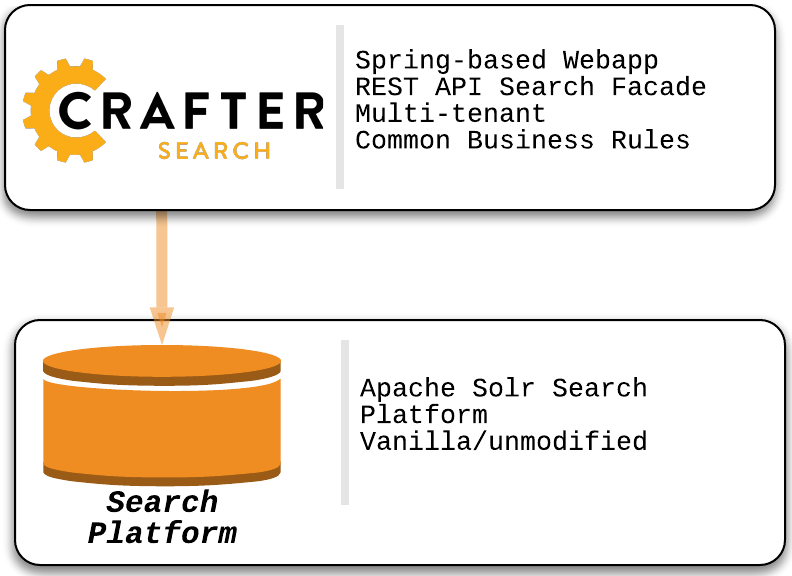 CRAFTER
SEARCH
Spring-based Webapp
REST API Search Facade
Multi-tenant
Common Business Rules
Search
Platform
Apache Solr Search
Platform
Vanilla/unmodified